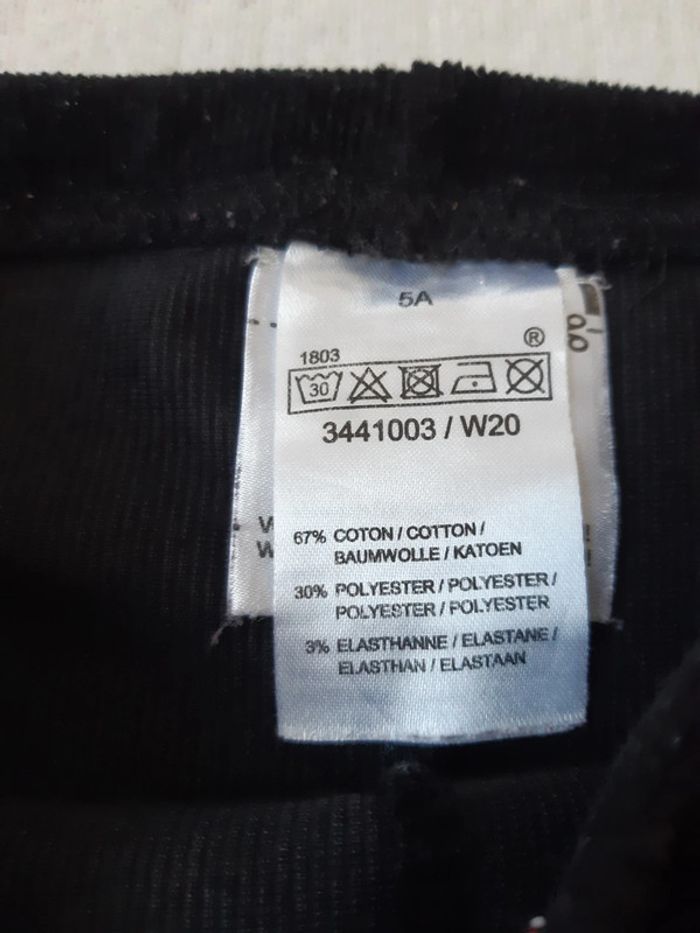 5A
®
1803
30
3441003 / W20
67% COTON / COTTON /
BAUMWOLLE / KATOEN
30% POLYESTER / POLYESTER /
POLYESTER / POLYESTER
3% ELASTHANNE / ELASTANE /
ELASTHAN / ELASTAAN